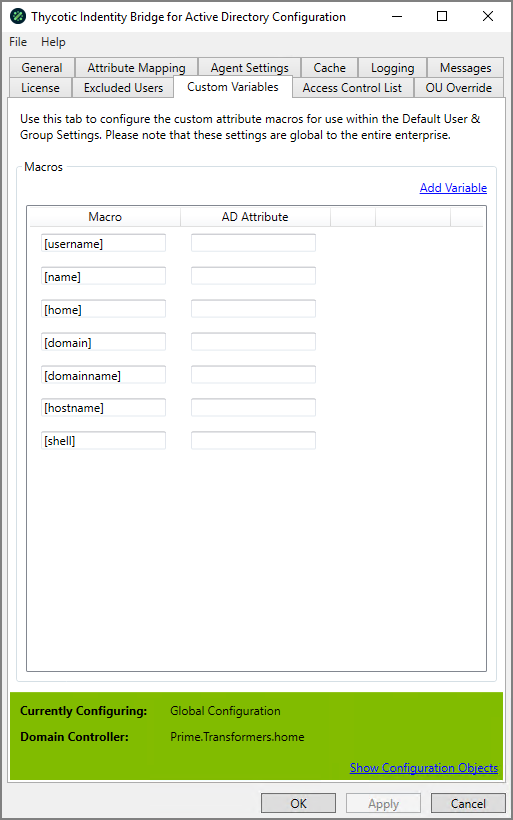 Thycotic Indentity Bridge for Active Directory Configuration
File Help
General Attribute Mapping Agent Settings Cache Logging Messages
License Excluded Users Custom Variables Access Control List OU Override
Use this tab to configure the custom attribute macros for use within the Default User &
Group Settings. Please note that these settings are global to the entire enterprise.
Macros
Add Variable
Macro AD Attribute
[username]
[name]
[home]
[domain]
[domainname]
[hostname]
[shell]
Currently Configuring: Global Configuration
Domain Controller: Prime.Transformers.home
Show Configuration Objects
OK Apply Cancel